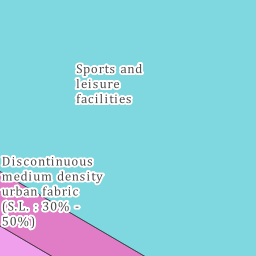 Sports and
leisure
facilities
Discontinuous
medium density
urban fabric
(S.L. : 30% -
50%)